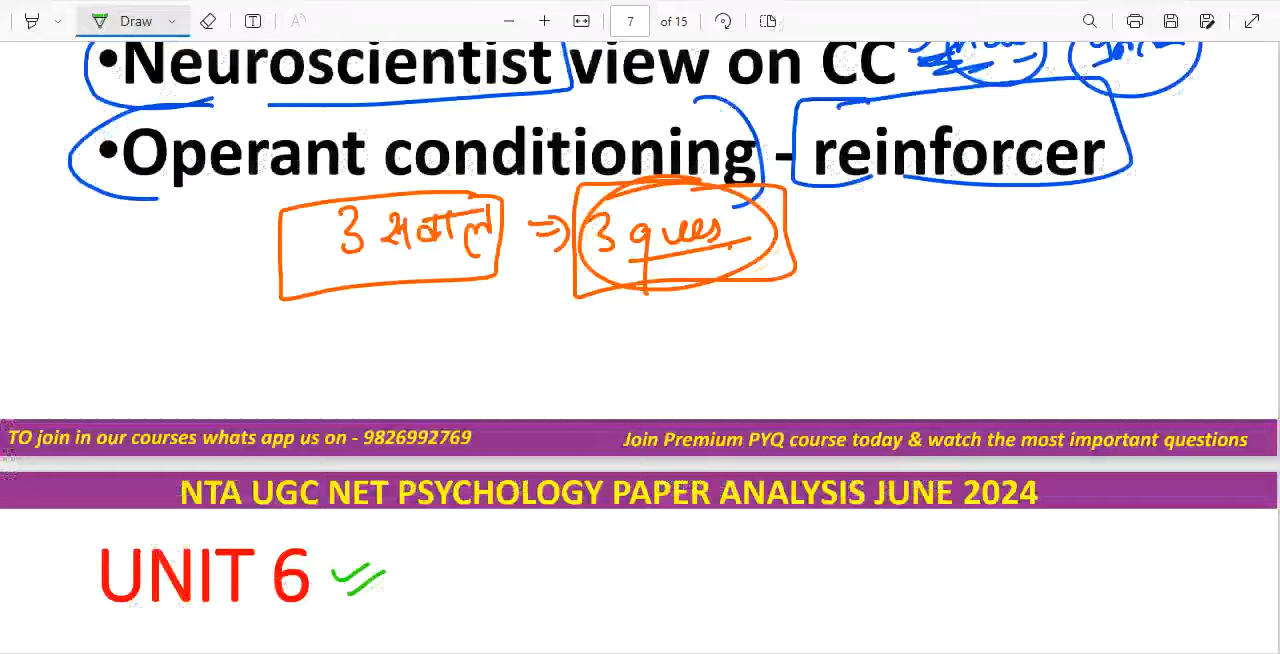 Draw
7 of 15
•Neuroscientist view on CC
•Operant conditioning - reinforcer
3 ⇒ 3 ques.
TO join in our courses whats app us on - 9826992769
Join Premium PYQ course today & watch the most important questions
NTA UGC NET PSYCHOLOGY PAPER ANALYSIS JUNE 2024
UNIT 6